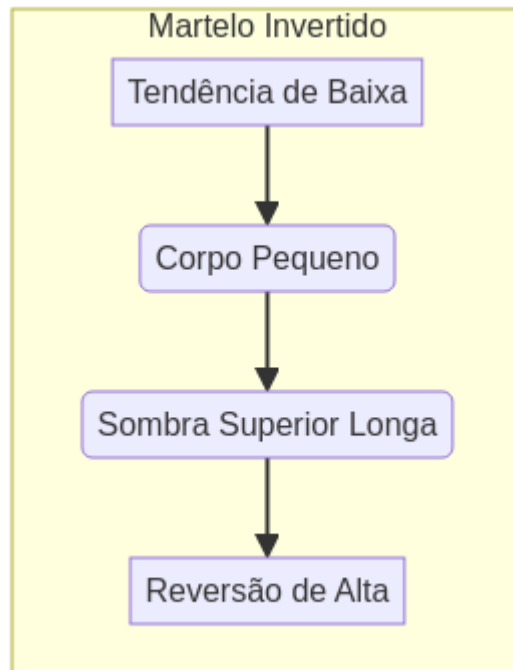 Martelo Invertido
Tendência de Baixa
Corpo Pequeno
Sombra Superior Longa
Reversão de Alta